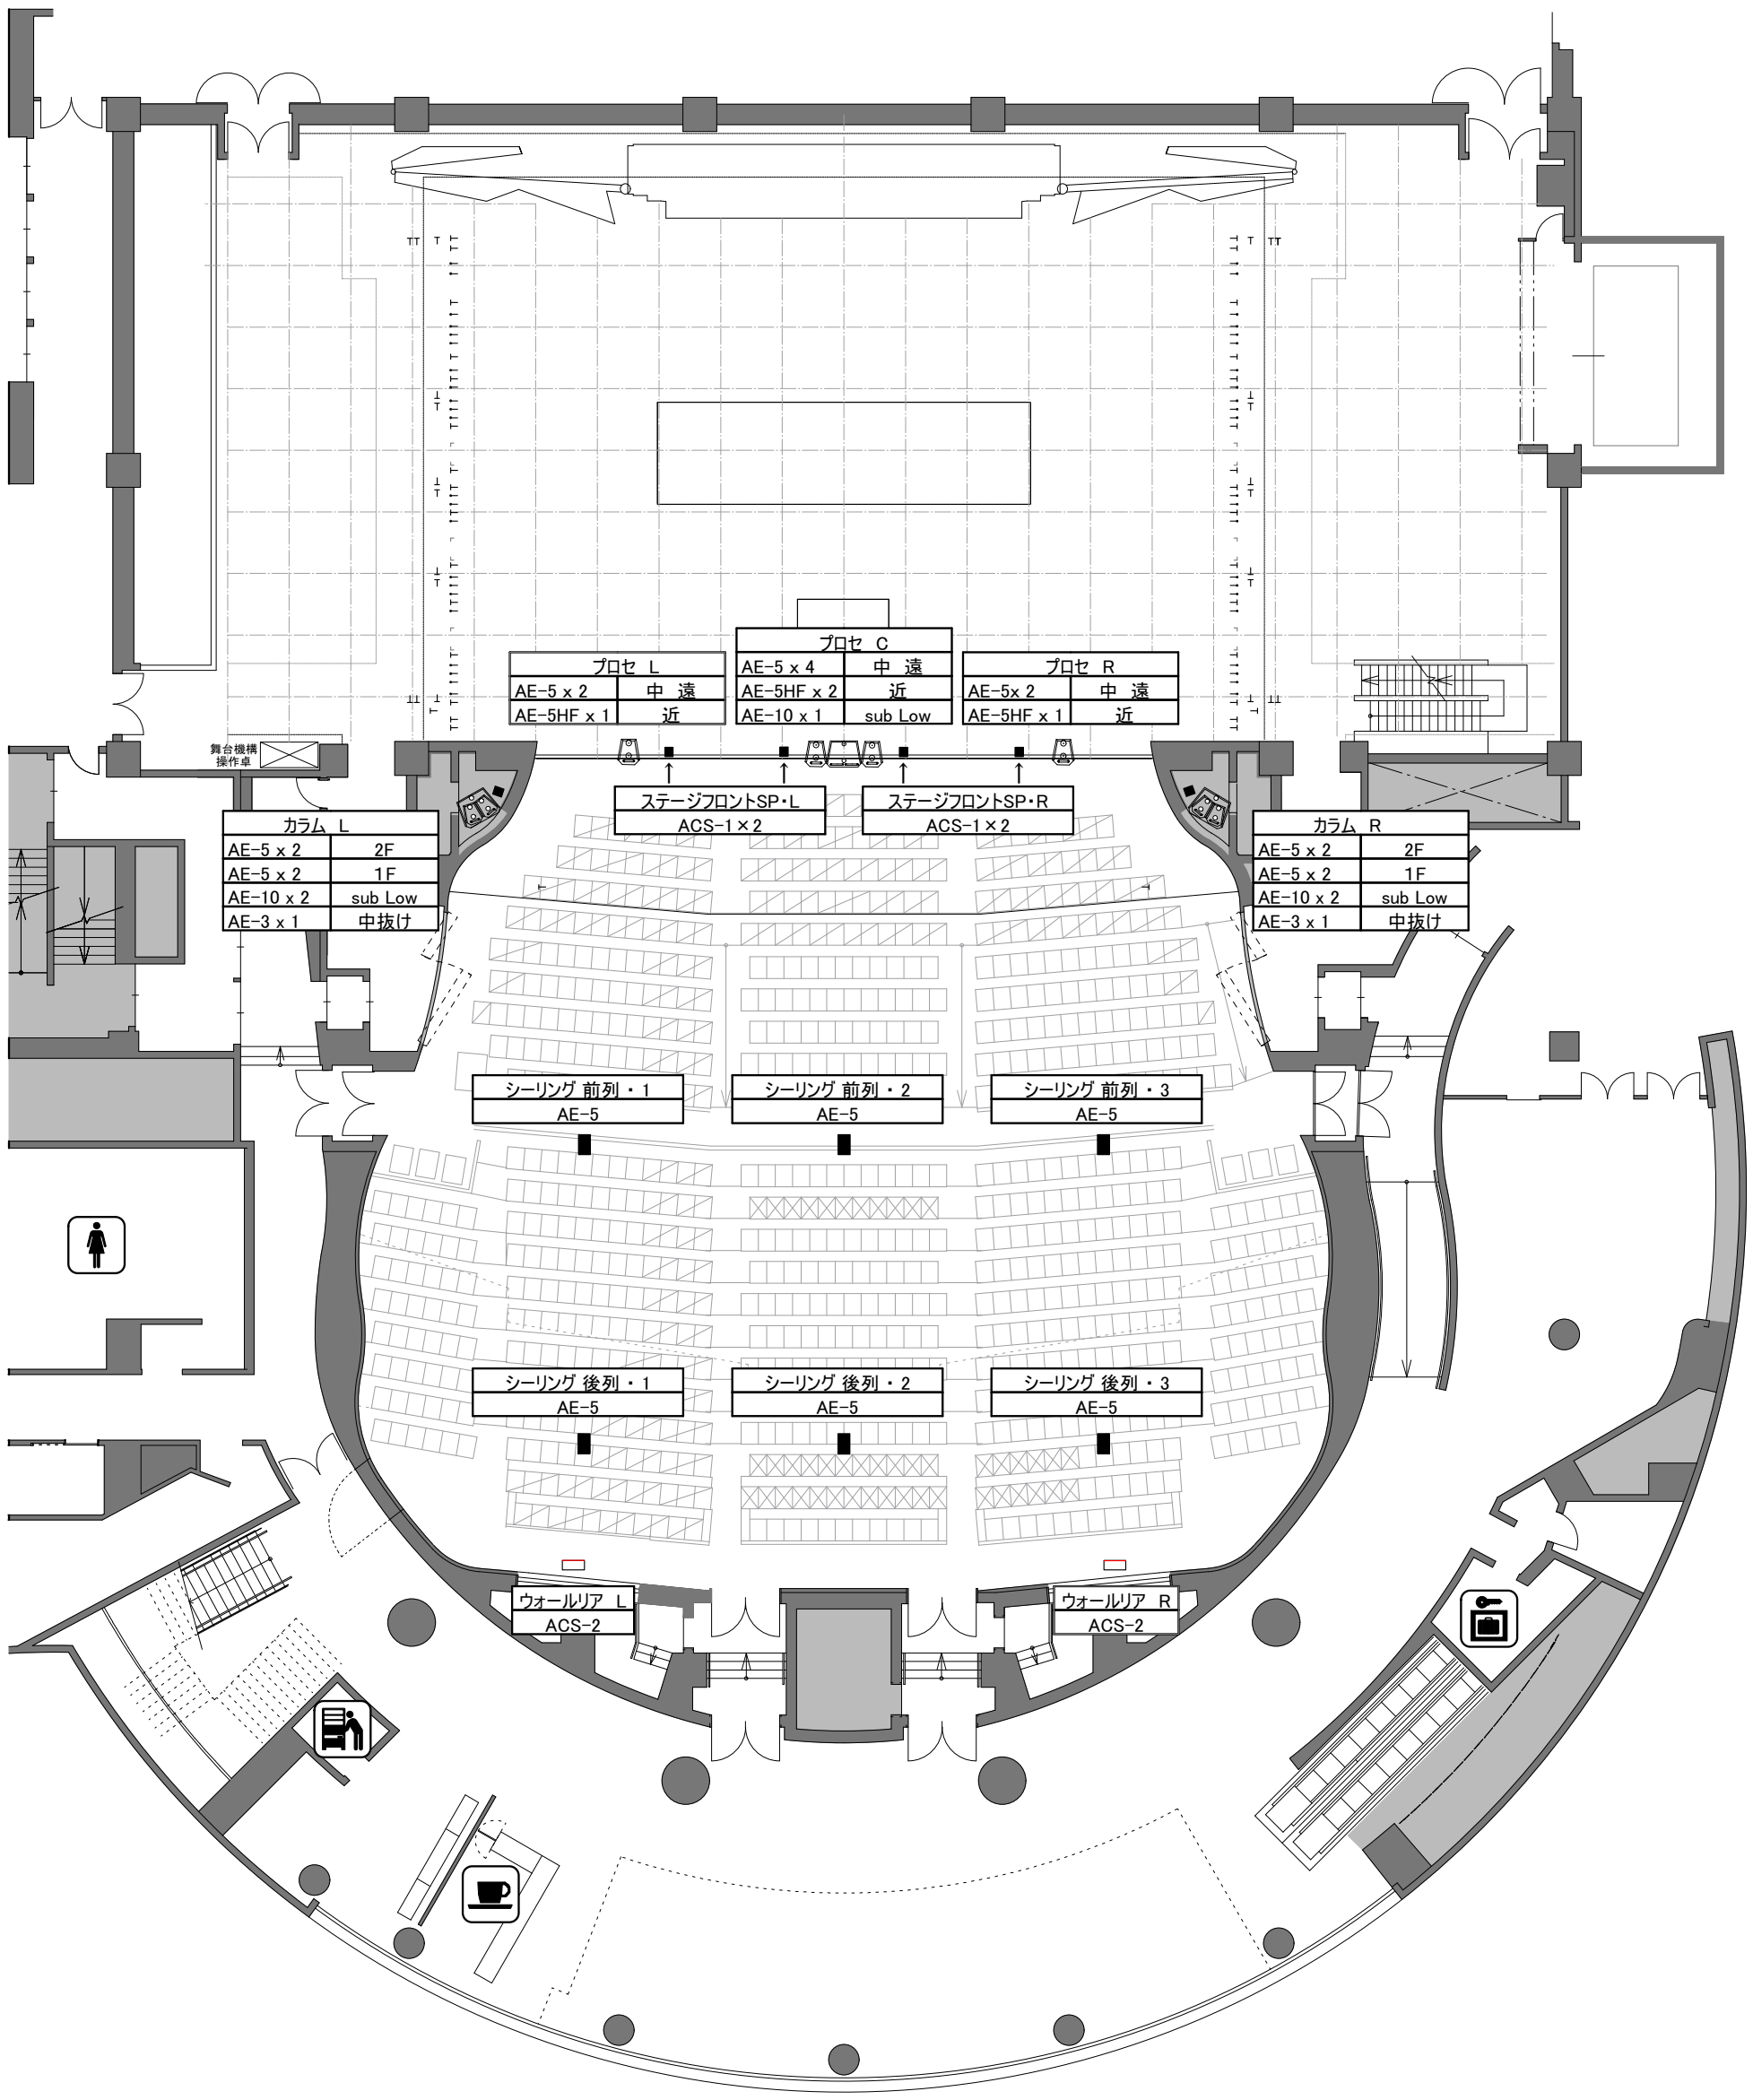 プロセ C
AE-5 x 4 中 遠
AE-5HF x 2 近
AE-10 x 1 sub Low
プロセ L
AE-5 x 2 中 遠
AE-5HF x 1 近
プロセ R
AE-5x 2 中 遠
AE-5HF x 1 近
舞台機構
操作卓
ステージフロントSP・L
ACS-1×2
ステージフロントSP・R
ACS-1×2
カラム L
AE-5 x 2 2F
AE-5 x 2 1F
AE-10 x 2 sub Low
AE-3 x 1 中抜け
カラム R
AE-5 x 2 2F
AE-5 x 2 1F
AE-10 x 2 sub Low
AE-3 x 1 中抜け
シーリング 前列 ・ 1
AE-5
シーリング 前列 ・ 2
AE-5
シーリング 前列 ・ 3
AE-5
シーリング 後列 ・ 1
AE-5
シーリング 後列 ・ 2
AE-5
シーリング 後列 ・ 3
AE-5
ウォールリア L
ACS-2
ウォールリア R
ACS-2